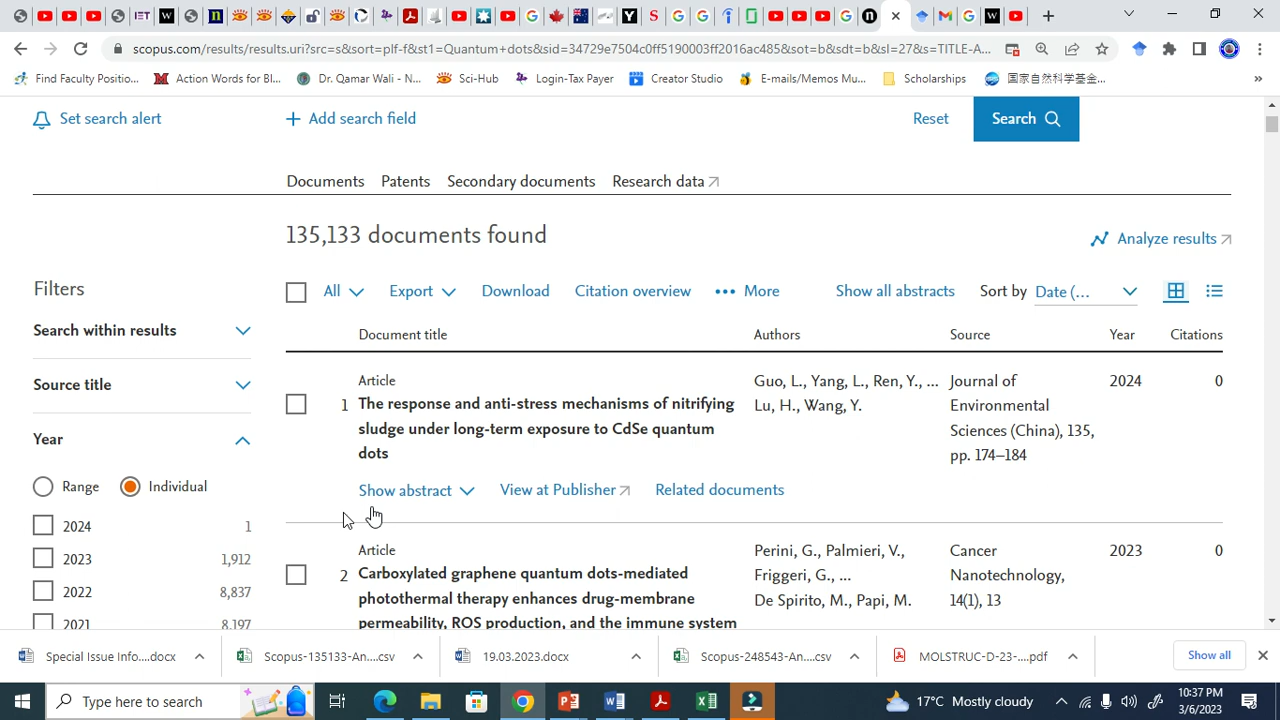 IET
W
n
Y
S
n
W
scopus.com/results/results.uri?src=s&sort=plf-f&st1=Quantum+dots&sid=34729e7504c0ff5190003ff2016ac485&sot=b&sdt=b&sl=27&s=TITLE-A...
Find Faculty Positio...
Action Words for Bl...
Dr. Qamar Wali - N...
Sci-Hub
Login-Tax Payer
Creator Studio
E-mails/Memos Mu...
Scholarships
国家自然科学基金...
»
Set search alert
Add search field
Reset
Search
Documents Patents Secondary documents Research data
135,133 documents found
Analyze results
Filters
All Export Download Citation overview ••• More Show all abstracts Sort by Date (...
Search within results
Document title Authors Source Year Citations
Source title
Article
1 The response and anti-stress mechanisms of nitrifying
sludge under long-term exposure to CdSe quantum
dots
Guo, L., Yang, L., Ren, Y., ...
Lu, H., Wang, Y.
Journal of
Environmental
Sciences (China), 135,
pp. 174–184
2024
0
Year
Range Individual
Show abstract View at Publisher Related documents
2024 1
2023 1,912
2022 8,837
2021 8,197
Article
2 Carboxylated graphene quantum dots-mediated
photothermal therapy enhances drug-membrane
permeability, ROS production, and the immune system
Perini, G., Palmieri, V.,
Friggeri, G., ...
De Spirito, M., Papi, M.
Cancer
Nanotechnology,
14(1), 13
2023
0
Special Issue Info....docx
Scopus-135133-An....csv
19.03.2023.docx
Scopus-248543-An....csv
MOLSTRUC-D-23-....pdf
Show all
Type here to search
17°C Mostly cloudy
10:37 PM
3/6/2023